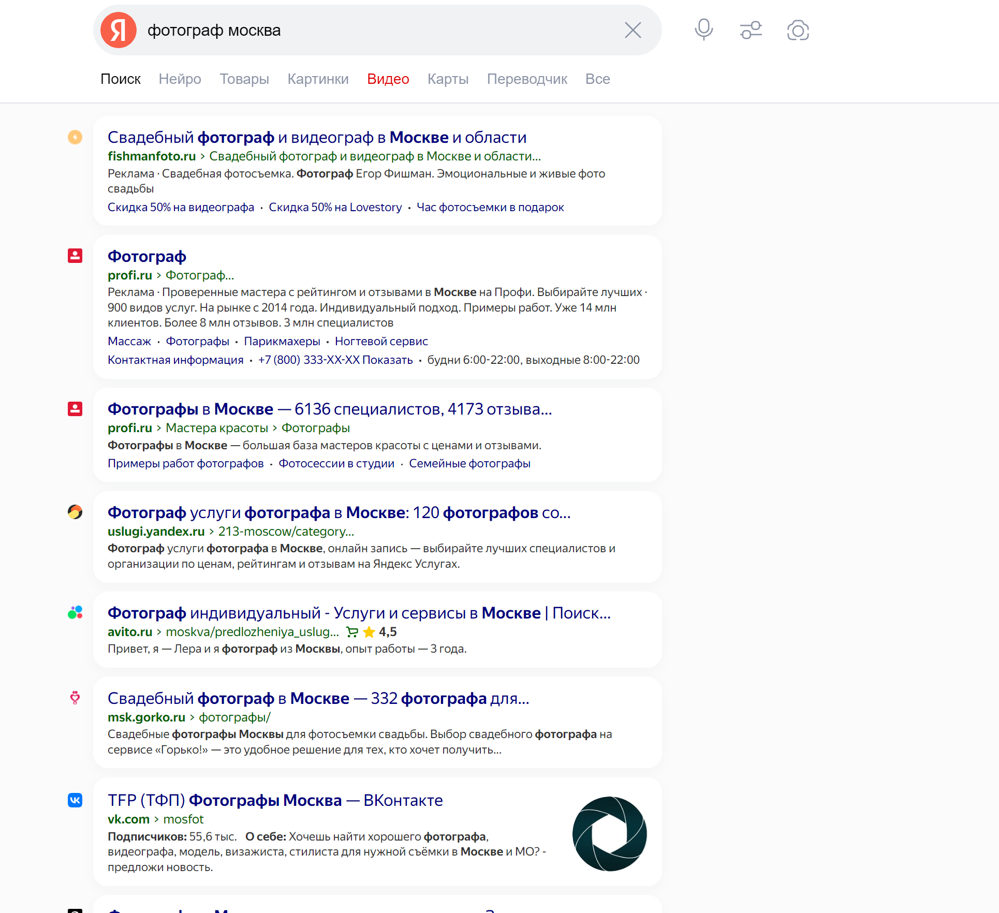 Я фотограф москва
Поиск Нейро Товары Картинки Видео Карты Переводчик Все
Свадебный фотограф и видеограф в Москве и области
fishmanfoto.ru › Свадебный фотограф и видеограф в Москве и области...
Реклама · Свадебная фотосъемка. Фотограф Егор Фишман. Эмоциональные и живые фото
свадьбы
Скидка 50% на видеографа · Скидка 50% на Lovestory · Час фотосъемки в подарок
Фотограф
profi.ru › Фотограф...
Реклама · Проверенные мастера с рейтингом и отзывами в Москве на Профи. Выбирайте лучших ·
900 видов услуг. На рынке с 2014 года. Индивидуальный подход. Примеры работ. Уже 14 млн
клиентов. Более 8 млн отзывов. 3 млн специалистов
Массаж · Фотографы · Парикмахеры · Ногтевой сервис
Контактная информация · +7 (800) 333-XX-XX Показать · будни 6:00-22:00, выходные 8:00-22:00
Фотографы в Москве — 6136 специалистов, 4173 отзыва...
profi.ru › Мастера красоты › Фотографы
Фотографы в Москве — большая база мастеров красоты с ценами и отзывами.
Примеры работ фотографов · Фотосессии в студии · Семейные фотографы
Фотограф услуги фотографа в Москве: 120 фотографов со...
uslugi.yandex.ru › 213-moscow/category...
Фотограф услуги фотографа в Москве, онлайн запись — выбирайте лучших специалистов и
организации по ценам, рейтингам и отзывам на Яндекс Услугах.
Фотограф индивидуальный - Услуги и сервисы в Москве | Поиск...
avito.ru › moskva/predlozheniya_uslug... 4,5
Привет, я — Лера и я фотограф из Москвы, опыт работы — 3 года.
Свадебный фотограф в Москве — 332 фотографа для...
msk.gorko.ru › фотографы/
Свадебные фотографы Москвы для фотосъемки свадьбы. Выбор свадебного фотографа на
сервисе «Горько!» — это удобное решение для тех, кто хочет получить...
TFP (ТФП) Фотографы Москва — ВКонтакте
vk.com › mosfot
Подписчиков: 55,6 тыс. О себе: Хочешь найти хорошего фотографа,
видеографа, модель, визажиста, стилиста для нужной съёмки в Москве и МО? -
предложи новость.